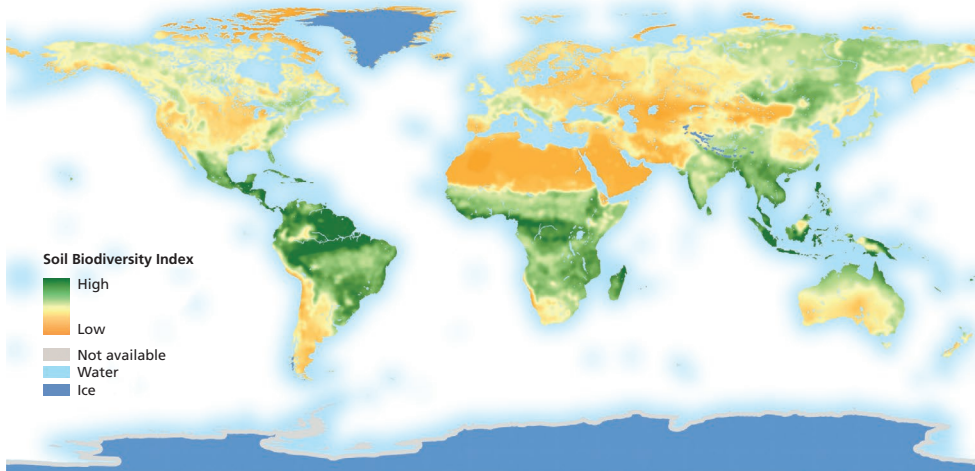 Soil Biodiversity Index
High
Low
Not available
Water
Ice